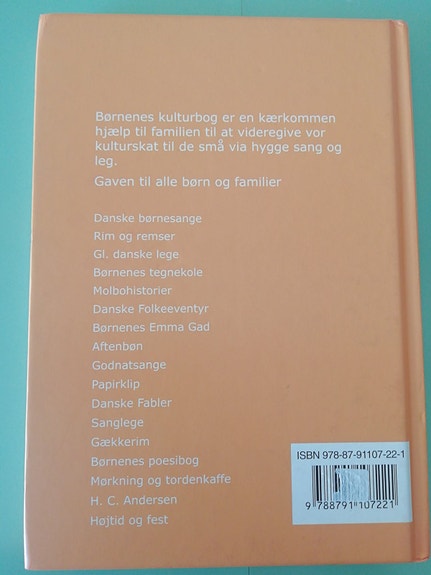 Børnenes kulturbog er en kærkommen
hjælp til familien til at videregive vor
kulturskat til de små via hygge sang og
leg.
Gaven til alle børn og familier
Danske børnesange
Rim og remser
Gl. danske lege
Børnenes tegnekole
Molbohistorier
Danske Folkeeventyr
Børnenes Emma Gad
Aftenbøn
Godnatsange
Papirklip
Danske Fabler
Sanglege
Gækkerim
Børnenes poesibog
Mørkning og tordenkaffe
H. C. Andersen
Højtid og fest
ISBN 978-87-91107-22-1
9 788791 107221